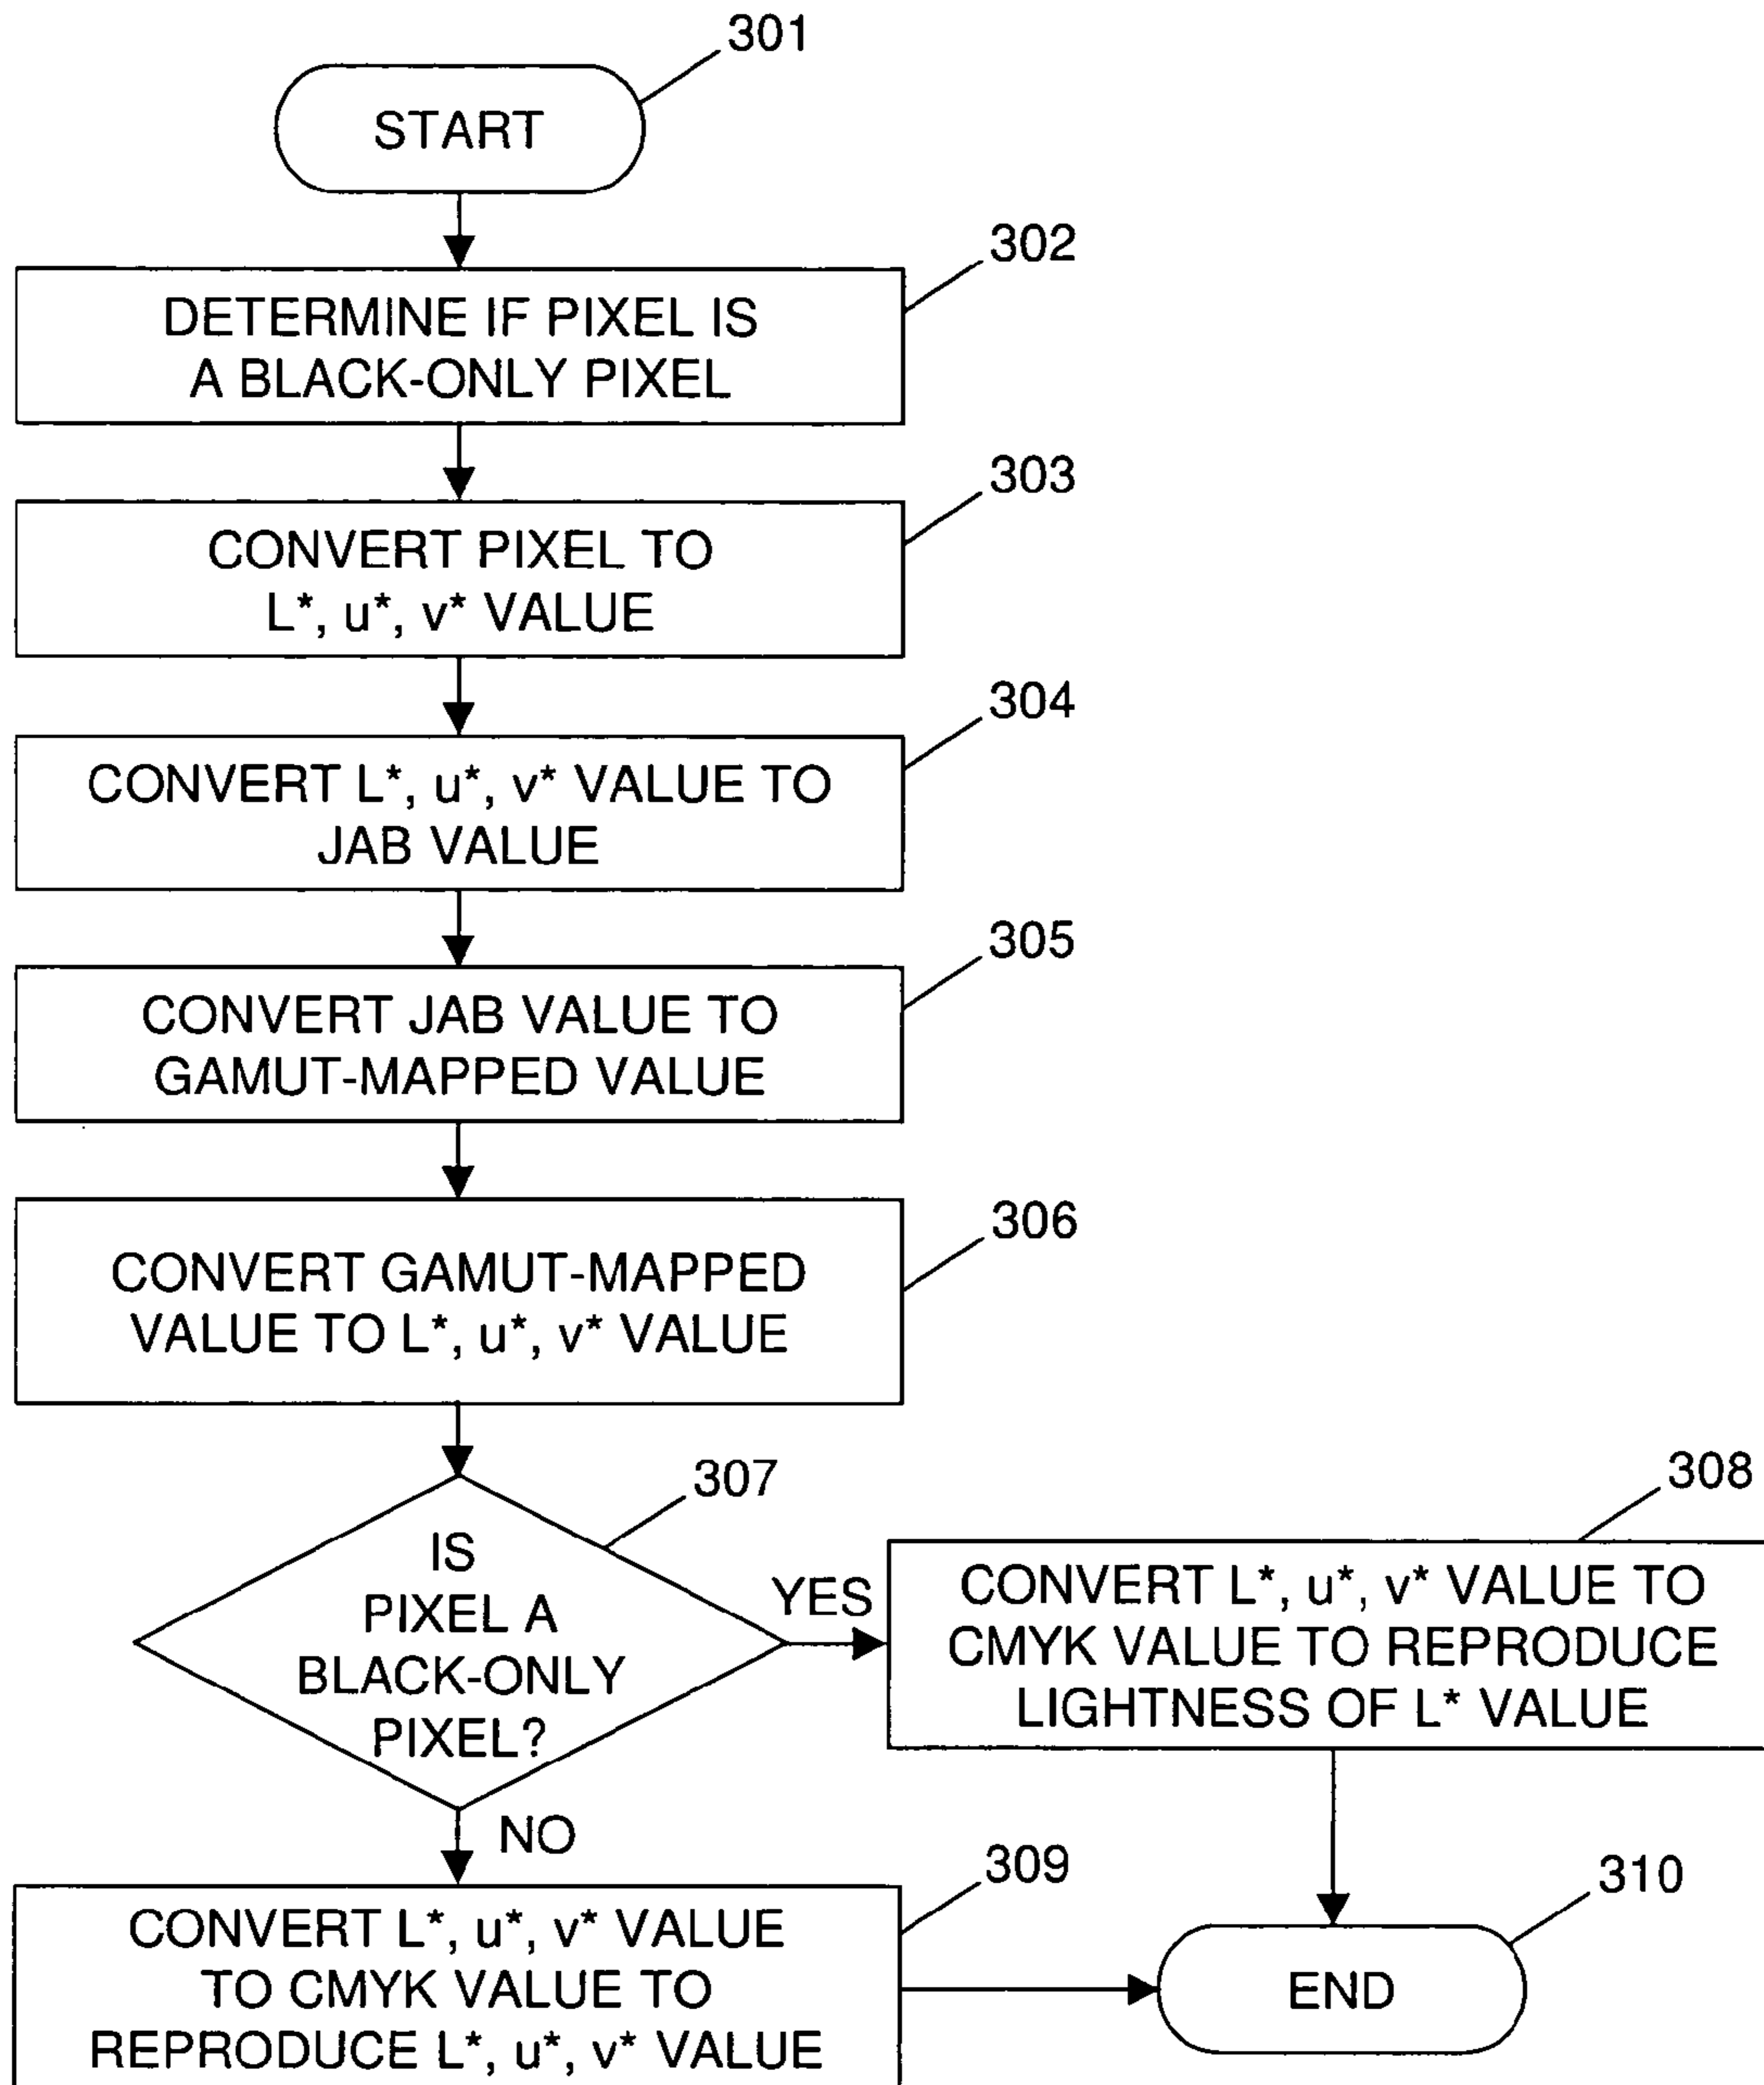 301
START
302
DETERMINE IF PIXEL IS
A BLACK-ONLY PIXEL
303
CONVERT PIXEL TO
L*, u*, v* VALUE
304
CONVERT L*, u*, v* VALUE TO
JAB VALUE
305
CONVERT JAB VALUE TO
GAMUT-MAPPED VALUE
306
CONVERT GAMUT-MAPPED
VALUE TO L*, u*, v* VALUE
307
IS
PIXEL A
BLACK-ONLY
PIXEL?
YES
308
CONVERT L*, u*, v* VALUE TO
CMYK VALUE TO REPRODUCE
LIGHTNESS OF L* VALUE
NO
309
CONVERT L*, u*, v* VALUE
TO CMYK VALUE TO
REPRODUCE L*, u*, v* VALUE
310
END